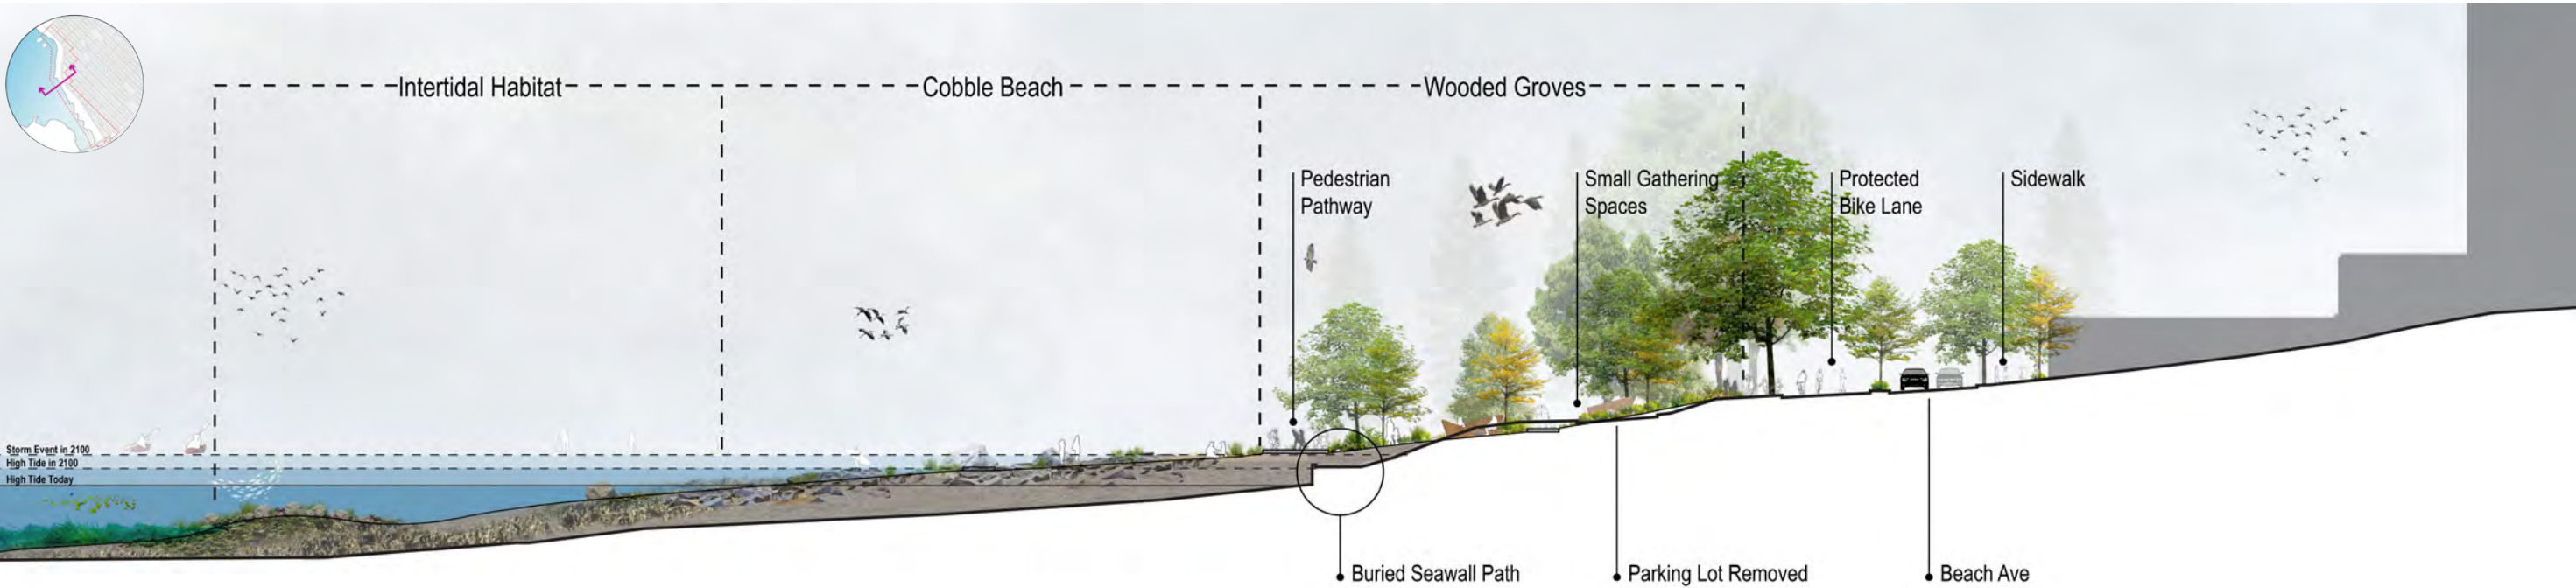 Intertidal Habitat
Cobble Beach
Wooded Groves
Pedestrian
Pathway
Small Gathering
Spaces
Protected
Bike Lane
Sidewalk
Storm Event in 2100
High Tide in 2100
High Tide Today
Buried Seawall Path
Parking Lot Removed
Beach Ave